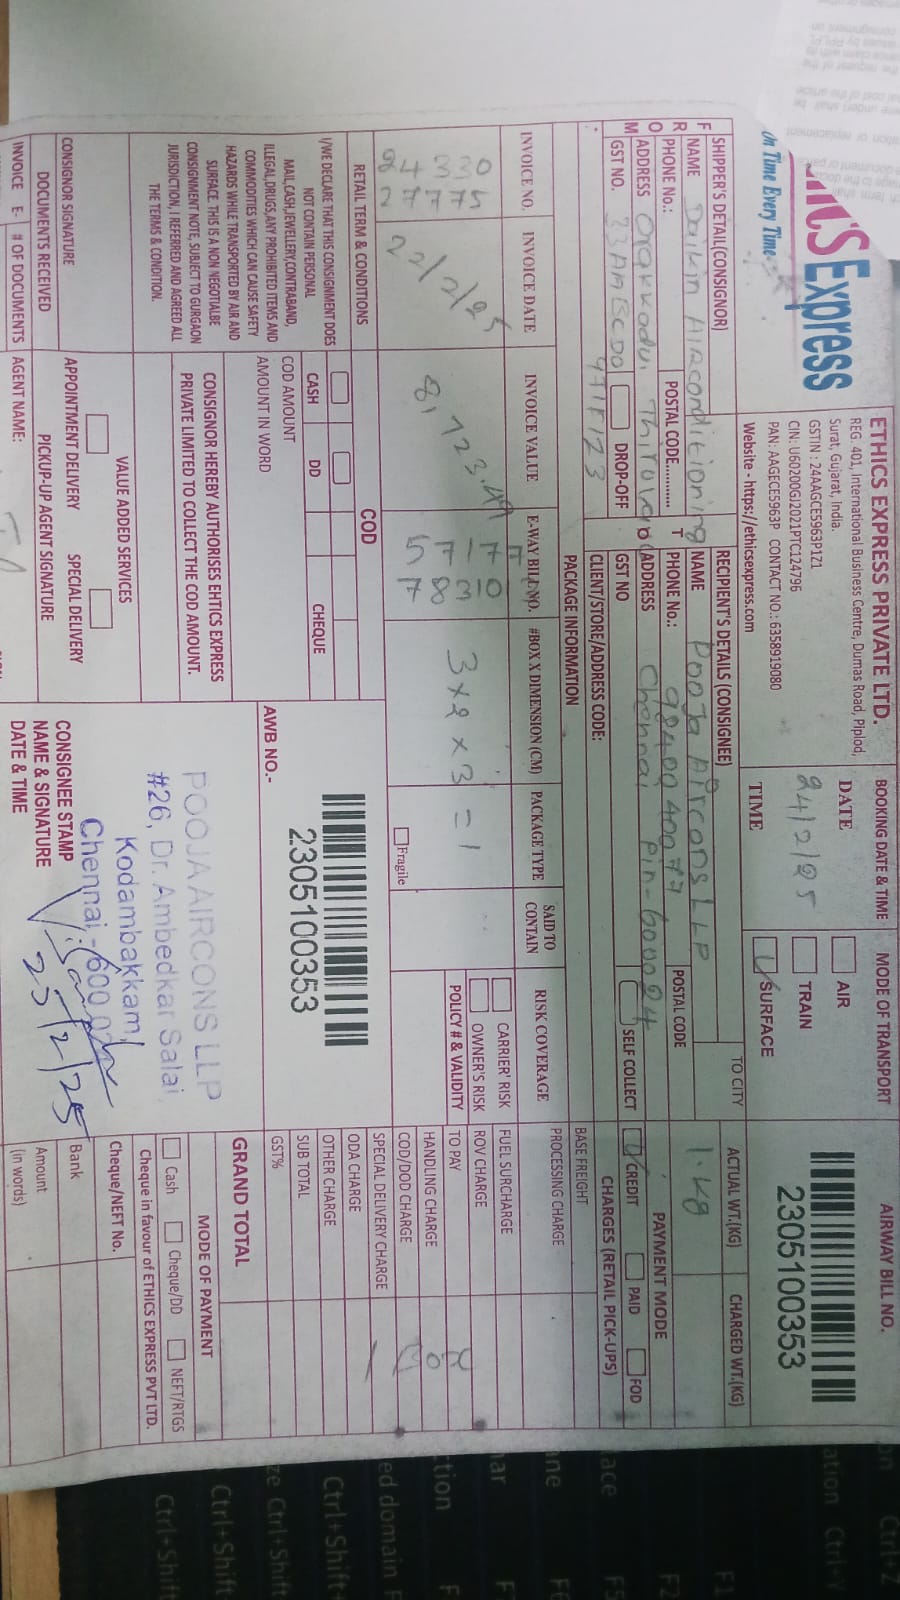 ETHICS Express
On Time Every Time
ETHICS EXPRESS PRIVATE LTD.
REG. 401, International Business Centre, Dumas Road, Piplod,
Surat, Gujarat, India.
GSTIN : 24AAGCE5963P1Z1
CIN: U60200GJ2021PTC124796
PAN: AAGECE5963P CONTACT NO.: 6358919080
Website - https://ethicsexpress.com
BOOKING DATE & TIME
DATE
24/2/25
TIME
MODE OF TRANSPORT
AIR
TRAIN
SURFACE
AIRWAY BILL NO.
2305100353
SHIPPER'S DETAIL(CONSIGNOR)
FROM
NAME Daikin Aircorditioning
PHONE No.:
POSTAL CODE...........
ADDRESS
GST NO.
DROP-OFF
TO
RECIPIENT'S DETAILS (CONSIGNEE)
NAME Pooja Aircons LLP
PHONE No.: 98400 40077
POSTAL CODE
ADDRESS Chennai Pin-600024
GST NO
SELF COLLECT
CLIENT/STORE/ADDRESS CODE:
TO CITY
ACTUAL WT.(KG)
CHARGED WT.(KG)
1.kg
PAYMENT MODE
CREDIT
PAID
FOD
PACKAGE INFORMATION
CHARGES (RETAIL PICK-UPS)
INVOICE NO.
INVOICE DATE
INVOICE VALUE
E-WAY BILL NO.
#BOX X DIMENSION (CM)
PACKAGE TYPE
SAID TO CONTAIN
RISK COVERAGE
24330
27775
22/2/25
8,123.49
3x2x3 = 1
Fragile
CARRIER' RISK
OWNER'S RISK
POLICY # & VALIDITY
BASE FREIGHT
PROCESSING CHARGE
FUEL SURCHARGE
ROV CHARGE
TO PAY
HANDLING CHARGE
COD/DOD CHARGE
SPECIAL DELIVERY CHARGE
ODA CHARGE
OTHER CHARGE
SUB TOTAL
GST%
GRAND TOTAL
RETAIL TERM & CONDITIONS
I/WE DECLARE THAT THIS CONSIGNMENT DOES
NOT CONTAIN PERSONAL
MAIL,CASH,JEWELLERY,CONTRABAND,
ILLEGAL,DRUGS,ANY PROHIBITED ITEMS AND
COMMODITIES WHICH CAN CAUSE SAFETY
HAZARDS WHILE TRANSPORTED BY AIR AND
SURFACE. THIS IS A NON NEGOTIALBE
CONSIGNMENT NOTE, SUBJECT TO GURGAON
JURISDICTION, I REFERRED AND AGREED ALL
THE TERMS & CONDITION.
COD
CASH
DD
CHEQUE
COD AMOUNT
AMOUNT IN WORD
CONSIGNOR HEREBY AUTHORISES EHTICS EXPRESS
PRIVATE LIMITED TO COLLECT THE COD AMOUNT.
VALUE ADDED SERVICES
APPOINTMENT DELIVERY
SPECIAL DELIVERY
CONSIGNOR SIGNATURE
DOCUMENTS RECEIVED
PICKUP-UP AGENT SIGNATURE
INVOICE E- # OF DOCUMENTS
AGENT NAME:
AWB NO.-
2305100353
POOJA AIRCONS LLP
#26, Dr. Ambedkar Salai,
Kodambakkam,
Chennai,-600 024
CONSIGNEE STAMP
NAME & SIGNATURE
DATE & TIME
25/2/25
MODE OF PAYMENT
Cash
Cheque/DD
NEFT/RTGS
Cheque in favour of ETHICS EXPRESS PVT LTD.
Cheque/NEFT No.
Bank
Amount
(in words)